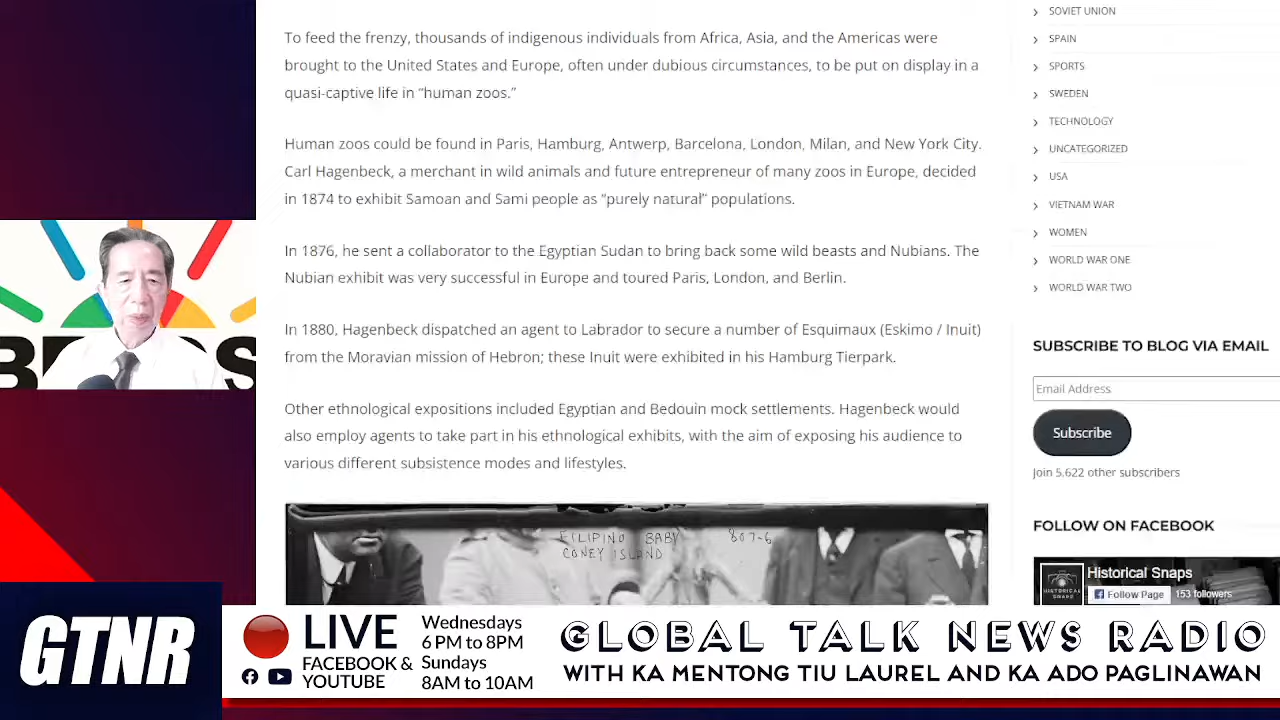 To feed the frenzy, thousands of indigenous individuals from Africa, Asia, and the Americas were
brought to the United States and Europe, often under dubious circumstances, to be put on display in a
quasi-captive life in “human zoos.”
Human zoos could be found in Paris, Hamburg, Antwerp, Barcelona, London, Milan, and New York City.
Carl Hagenbeck, a merchant in wild animals and future entrepreneur of many zoos in Europe, decided
in 1874 to exhibit Samoan and Sami people as “purely natural” populations.
In 1876, he sent a collaborator to the Egyptian Sudan to bring back some wild beasts and Nubians. The
Nubian exhibit was very successful in Europe and toured Paris, London, and Berlin.
In 1880, Hagenbeck dispatched an agent to Labrador to secure a number of Esquimaux (Eskimo / Inuit)
from the Moravian mission of Hebron; these Inuit were exhibited in his Hamburg Tierpark.
Other ethnological expositions included Egyptian and Bedouin mock settlements. Hagenbeck would
also employ agents to take part in his ethnological exhibits, with the aim of exposing his audience to
various different subsistence modes and lifestyles.
FILIPINO BABY 807-6
CONEY ISLAND
SOVIET UNION
SPAIN
SPORTS
SWEDEN
TECHNOLOGY
UNCATEGORIZED
USA
VIETNAM WAR
WOMEN
WORLD WAR ONE
WORLD WAR TWO
SUBSCRIBE TO BLOG VIA EMAIL
Email Address
Subscribe
Join 5,622 other subscribers
FOLLOW ON FACEBOOK
Historical Snaps
Follow Page 153 followers
GTNR
LIVE
FACEBOOK &
YOUTUBE
Wednesdays
6 PM to 8PM
Sundays
8AM to 10AM
GLOBAL TALK NEWS RADIO
WITH KA MENTONG TIU LAUREL AND KA ADO PAGLINAWAN